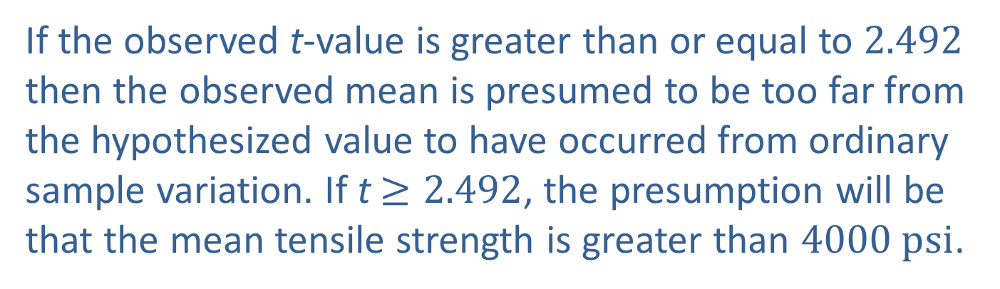 If the observed t-value is greater than or equal to 2.492
then the observed mean is presumed to be too far from
the hypothesized value to have occurred from ordinary
sample variation. If t ≥ 2.492, the presumption will be
that the mean tensile strength is greater than 4000 psi.